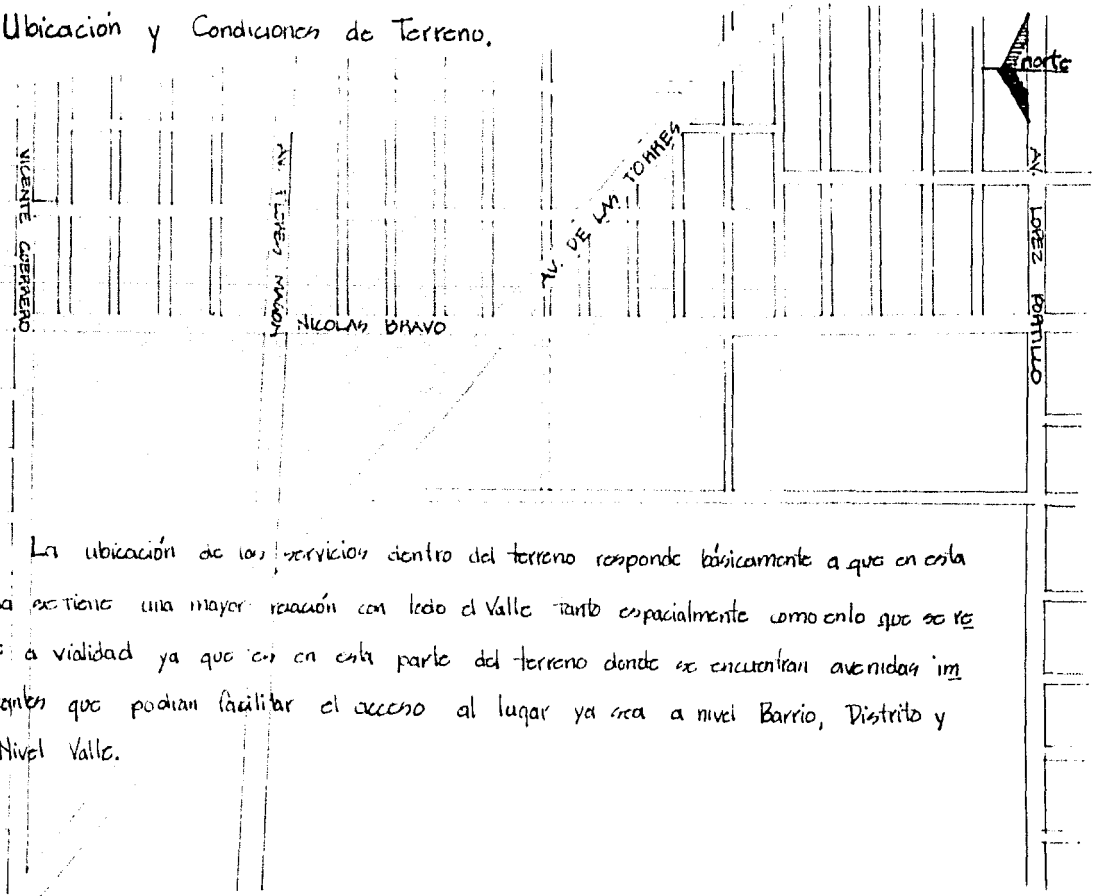 Ubicación y Condiciones de Terreno.
norte
VICENTE GUERRERO
AV. FLORES MAGON
AV. DE LAS TORRES
AV. LOPEZ PORTILLO
NICOLAS BRAVO
La ubicación de los servicios dentro del terreno responde básicamente a que en esta
se tiene una mayor relación con todo el Valle tanto espacialmente como en lo que se re
a vialidad ya que es en esta parte del terreno donde se encuentran avenidas im
que podian facilitar el acceso al lugar ya sea a nivel Barrio, Distrito y
Nivel Valle.